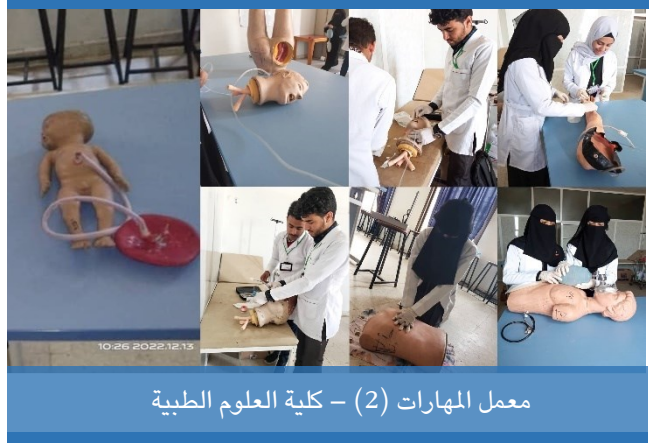 10:26 2022.12.13
معمل المهارات (2) – كلية العلوم الطبية